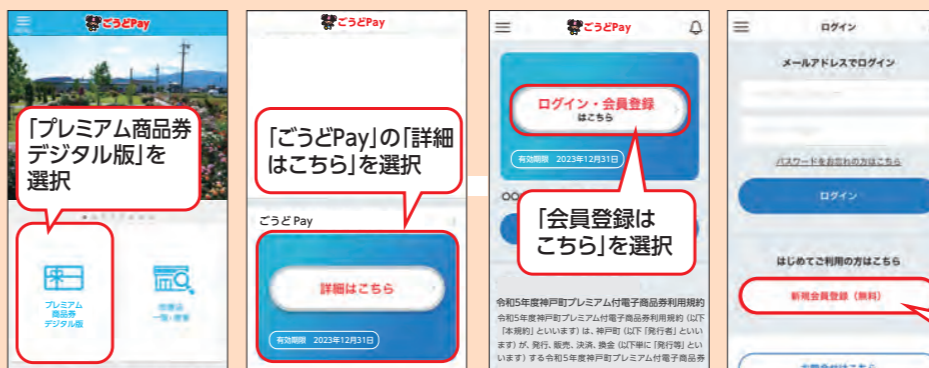 ごうどPay
「プレミアム商品券
デジタル版」を
選択
プレミアム
商品券
デジタル版
ごうどPay
「ごうどPay」の「詳細
はこちら」を選択
ごうど Pay
詳細はこちら
有効期限 2023年12月31日
ごうどPay
ログイン・会員登録
はこちら
有効期限 2023年12月31日
「会員登録は
こちら」を選択
令和5年度神戸町プレミアム付電子商品券利用規約
令和5年度神戸町プレミアム付電子商品券利用規約(以下
「本規約」といいます)は、神戸町(以下「発行者」といい
ます)が、発行、販売、決済、換金(以下単に「発行等」とい
います)する令和5年度神戸町プレミアム付電子商品券
ログイン
メールアドレスでログイン
パスワードをお忘れの方はこちら
ログイン
はじめてご利用の方はこちら
新規会員登録(無料)